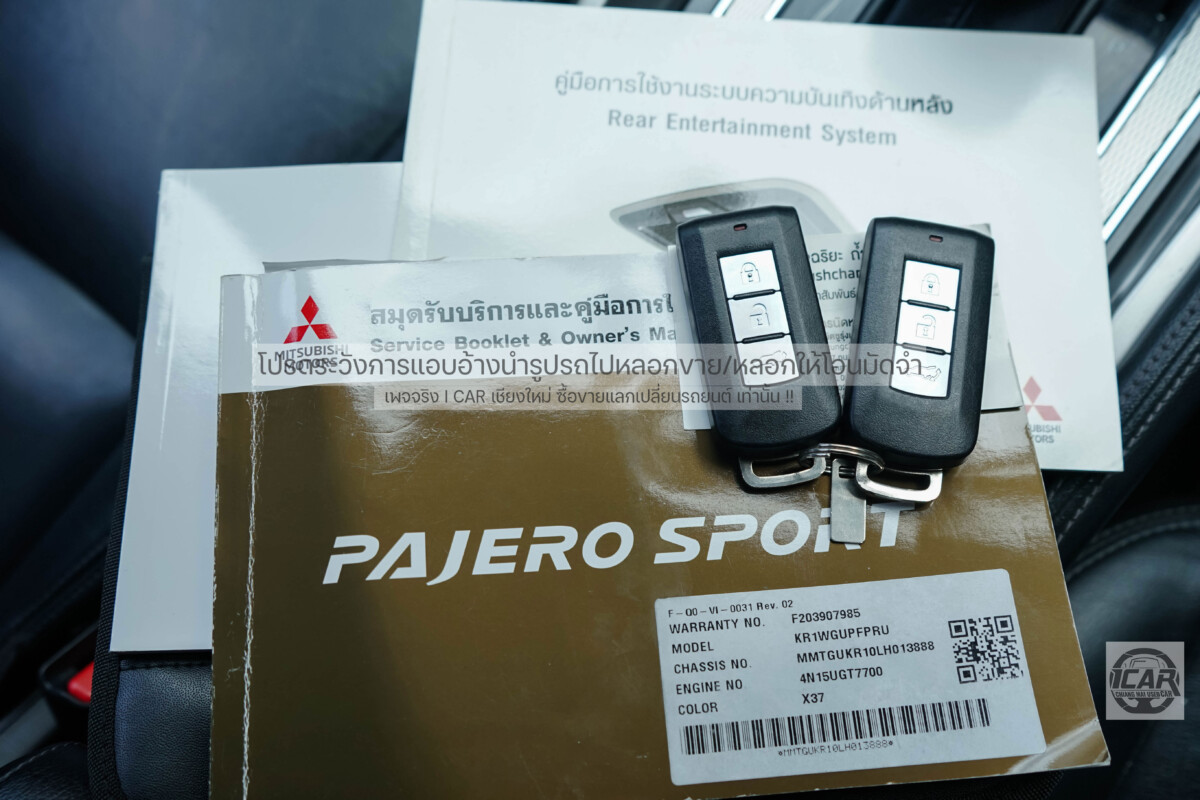 คู่มือการใช้งานระบบความบันเทิงด้านหลัง
Rear Entertainment System
สมุดรับบริการและคู่มือการใ
Service Booklet & Owner's Ma
MITSUBISHI
MOTORS
โปรดระวังการแอบอ้างนำรูปรถไปหลอกขาย/หลอกให้โอนมัดจำ
เพจจริง I CAR เชียงใหม่ ซื้อขายแลกเปลี่ยนรถยนต์ เท่านั้น !!
UBISHI
ORS
PAJERO SPORT
F-QO-VI-0031 Rev. 02
WARRANTY NO. F203907985
MODEL KR1WGUPFPRU
CHASSIS NO. MMTGUKR10LH013888
ENGINE NO 4N15UGT7700
COLOR X37
*MMTGUKR10LH013888*
ICAR
CHIANG MAI USED CAR